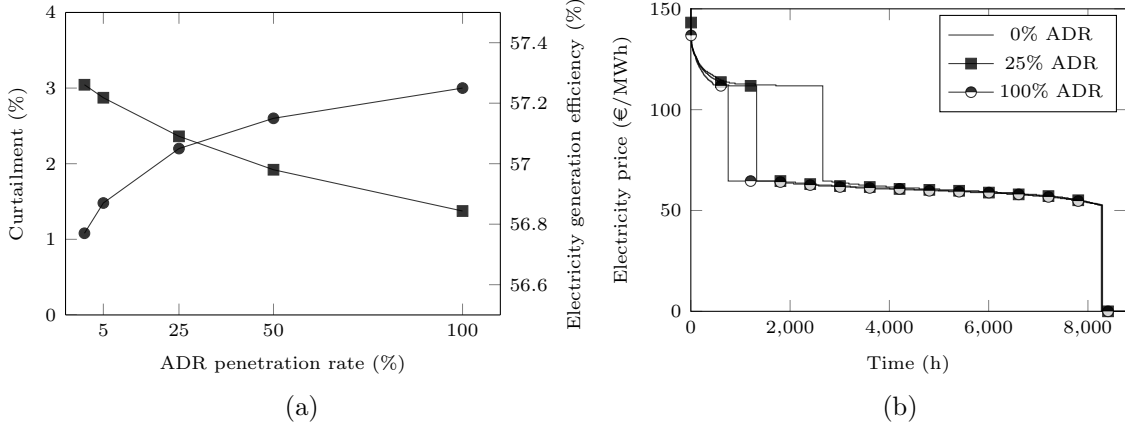 4
3
2
1
0
Curtailment (%)
5
25
50
100
ADR penetration rate (%)
57.4
57.2
57
56.8
56.6
Electricity generation efficiency (%)
(a)
150
100
50
0
Electricity price (€/MWh)
0
2,000
4,000
6,000
8,000
Time (h)
0% ADR
25% ADR
100% ADR
(b)